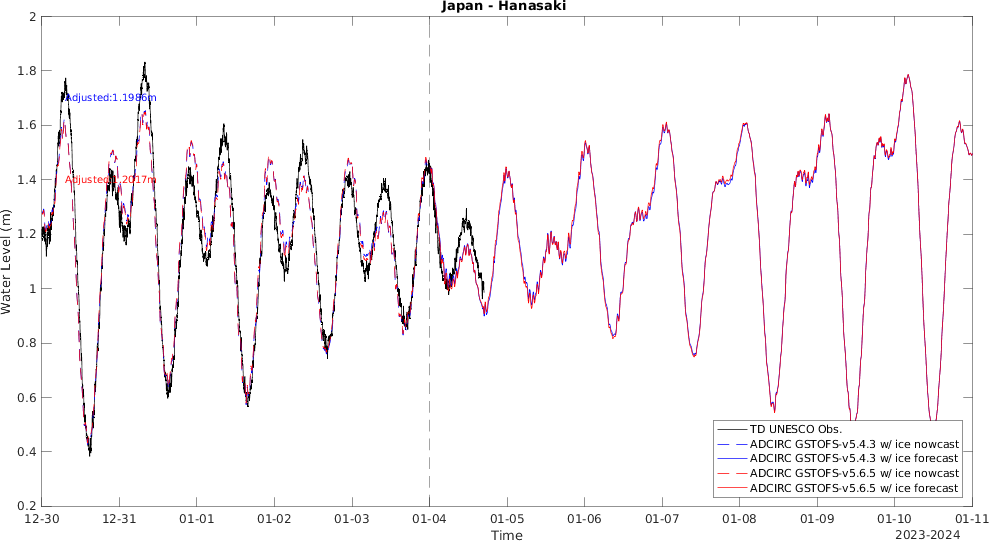 Japan - Hanasaki
2
1.8
1.6
1.4
1.2
1
0.8
0.6
0.4
0.2
Water Level (m)
Adjusted:1.1986m
Adjusted:1.2017m
TD UNESCO Obs.
ADCIRC GSTOFS-v5.4.3 w/ ice nowcast
ADCIRC GSTOFS-v5.4.3 w/ ice forecast
ADCIRC GSTOFS-v5.6.5 w/ ice nowcast
ADCIRC GSTOFS-v5.6.5 w/ ice forecast
12-30 12-31 01-01 01-02 01-03 01-04 01-05 01-06 01-07 01-08 01-09 01-10 01-11
Time
2023-2024